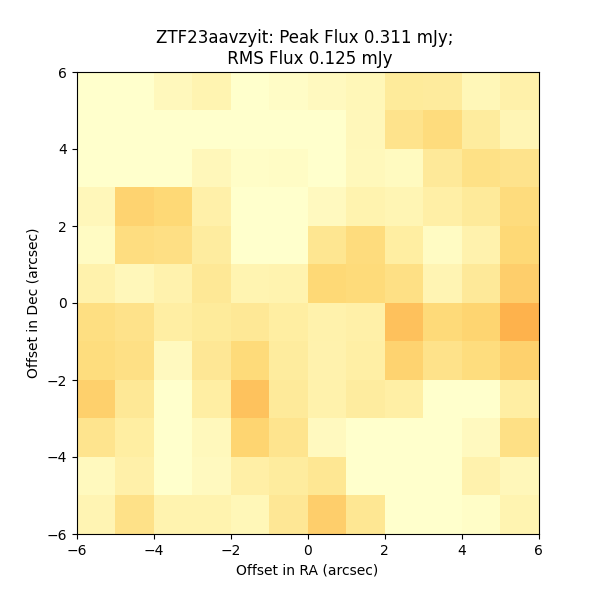 ZTF23aavzyit: Peak Flux 0.311 mJy;
RMS Flux 0.125 mJy
6
4
2
0
−2
−4
−6
Offset in Dec (arcsec)
−6 −4 −2 0 2 4 6
Offset in RA (arcsec)